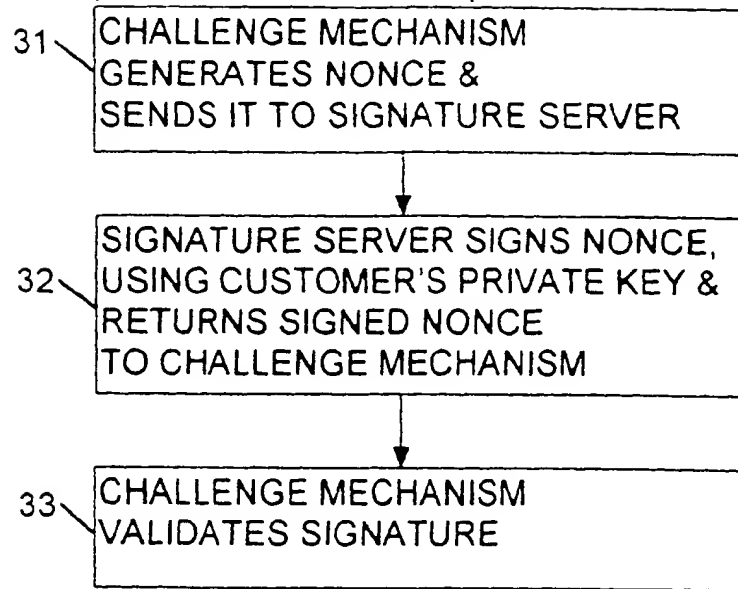 31
CHALLENGE MECHANISM
GENERATES NONCE &
SENDS IT TO SIGNATURE SERVER
32
SIGNATURE SERVER SIGNS NONCE,
USING CUSTOMER'S PRIVATE KEY &
RETURNS SIGNED NONCE
TO CHALLENGE MECHANISM
33
CHALLENGE MECHANISM
VALIDATES SIGNATURE